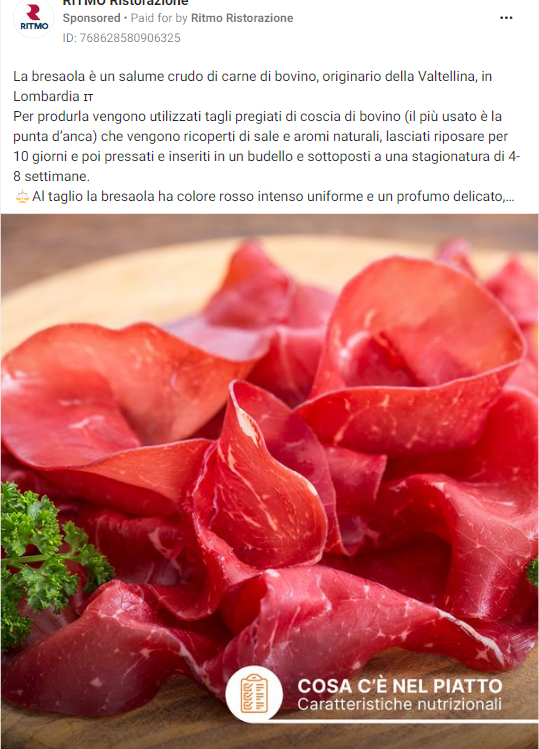 RITMO Ristorazione
RITMO
Sponsored • Paid for by Ritmo Ristorazione
ID: 768628580906325
La bresaola è un salume crudo di carne di bovino, originario della Valtellina, in
Lombardia 🇮🇹
Per produrla vengono utilizzati tagli pregiati di coscia di bovino (il più usato è la
punta d’anca) che vengono ricoperti di sale e aromi naturali, lasciati riposare per
10 giorni e poi pressati e inseriti in un budello e sottoposti a una stagionatura di 4-
8 settimane.
⚖️Al taglio la bresaola ha colore rosso intenso uniforme e un profumo delicato,...
COSA C’È NEL PIATTO
Caratteristiche nutrizionali